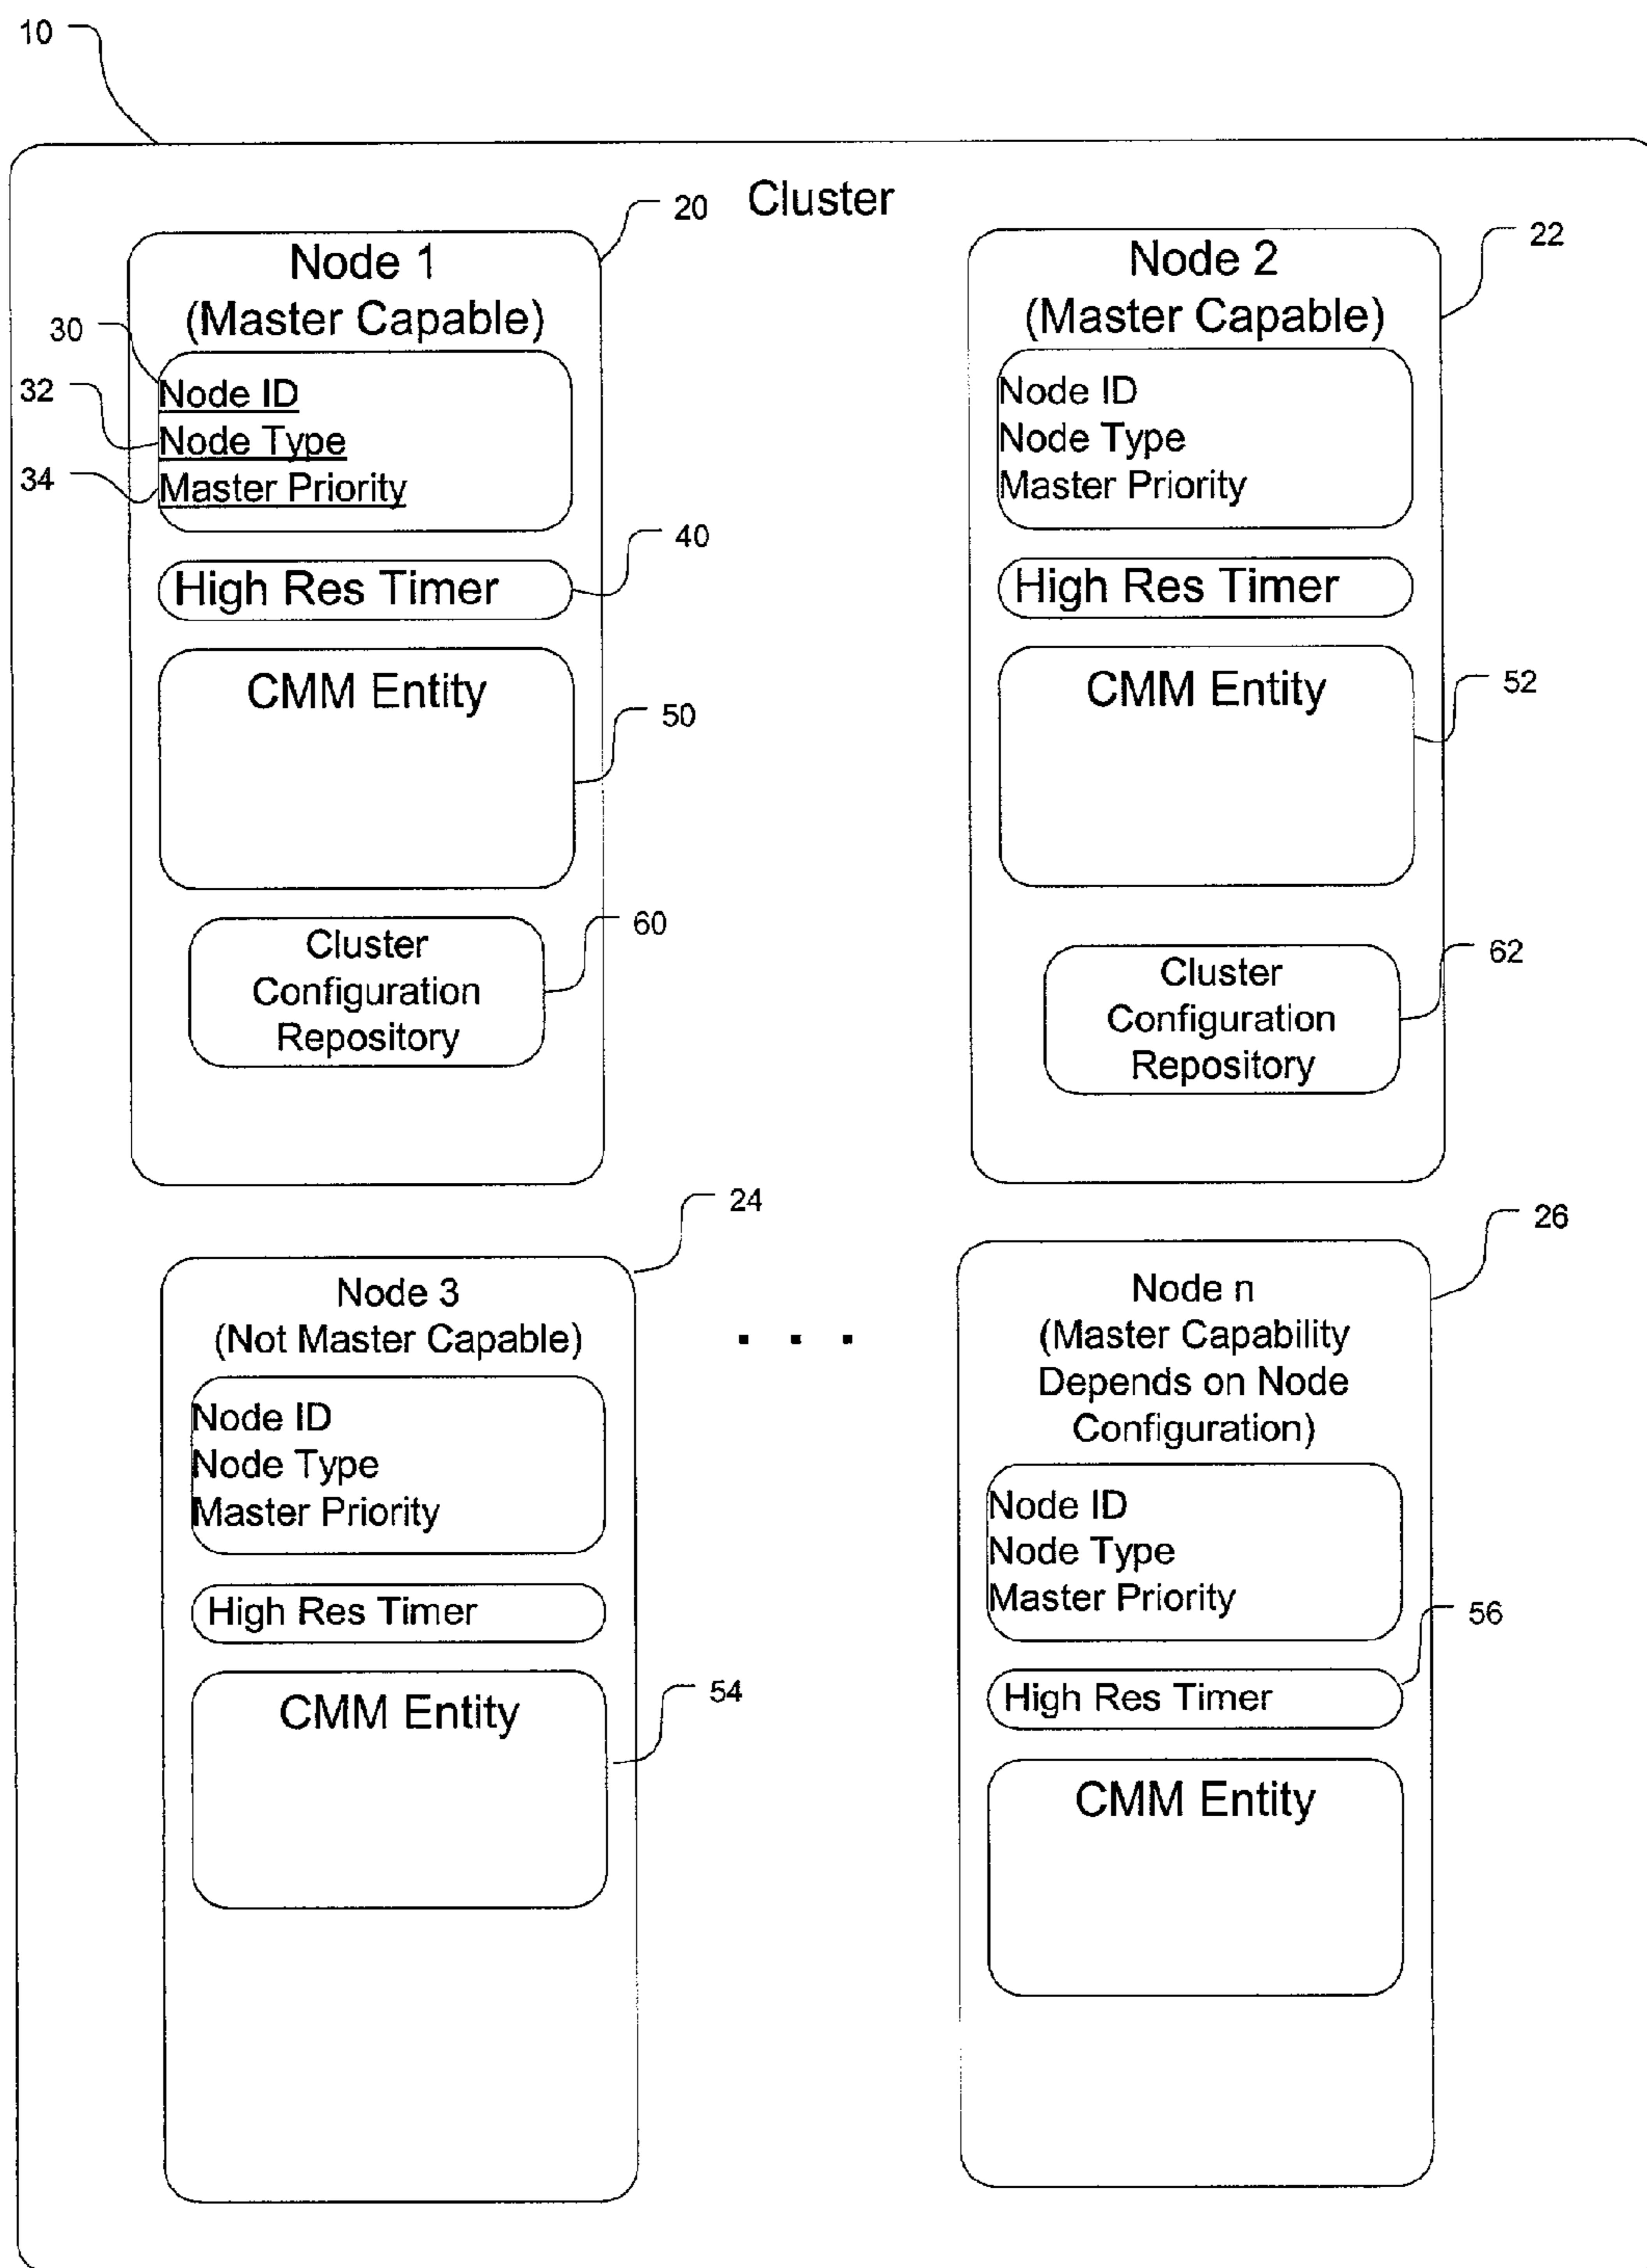 10
Cluster
20
Node 1
(Master Capable)
30
Node ID
32
Node Type
34
Master Priority
40
High Res Timer
CMM Entity
50
60
Cluster
Configuration
Repository
22
Node 2
(Master Capable)
Node ID
Node Type
Master Priority
High Res Timer
CMM Entity
52
62
Cluster
Configuration
Repository
24
Node 3
(Not Master Capable)
Node ID
Node Type
Master Priority
High Res Timer
CMM Entity
54
. . .
26
Node n
(Master Capability
Depends on Node
Configuration)
Node ID
Node Type
Master Priority
56
High Res Timer
CMM Entity